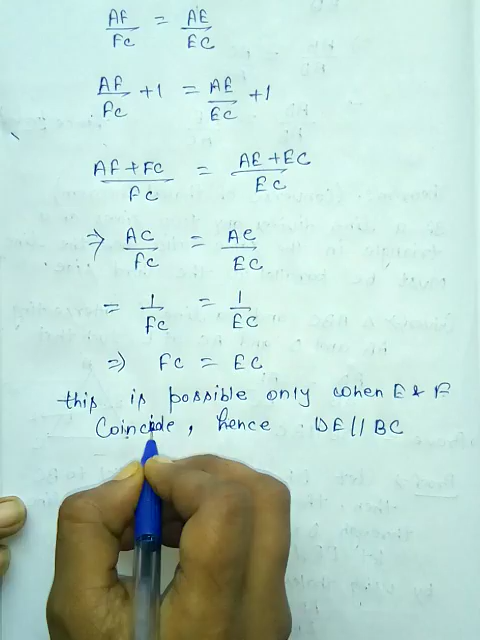 AF/FC = AE/EC
AF/FC +1 = AE/EC +1
AF+FC/FC = AE+EC/EC
⇒ AC/FC = AC/EC
= 1/FC = 1/EC
⇒ FC = EC
this is possible only when E & F
Coincide, hence DE // BC